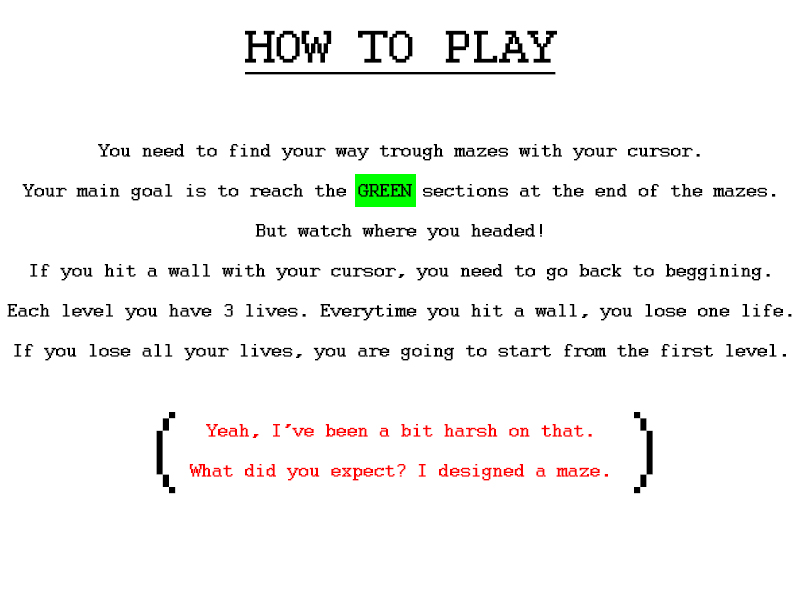 HOW TO PLAY
You need to find your way trough mazes with your cursor.
Your main goal is to reach the GREEN sections at the end of the mazes.
But watch where you headed!
If you hit a wall with your cursor, you need to go back to beggining.
Each level you have 3 lives. Everytime you hit a wall, you lose one life.
If you lose all your lives, you are going to start from the first level.
Yeah, I've been a bit harsh on that.
What did you expect? I designed a maze.